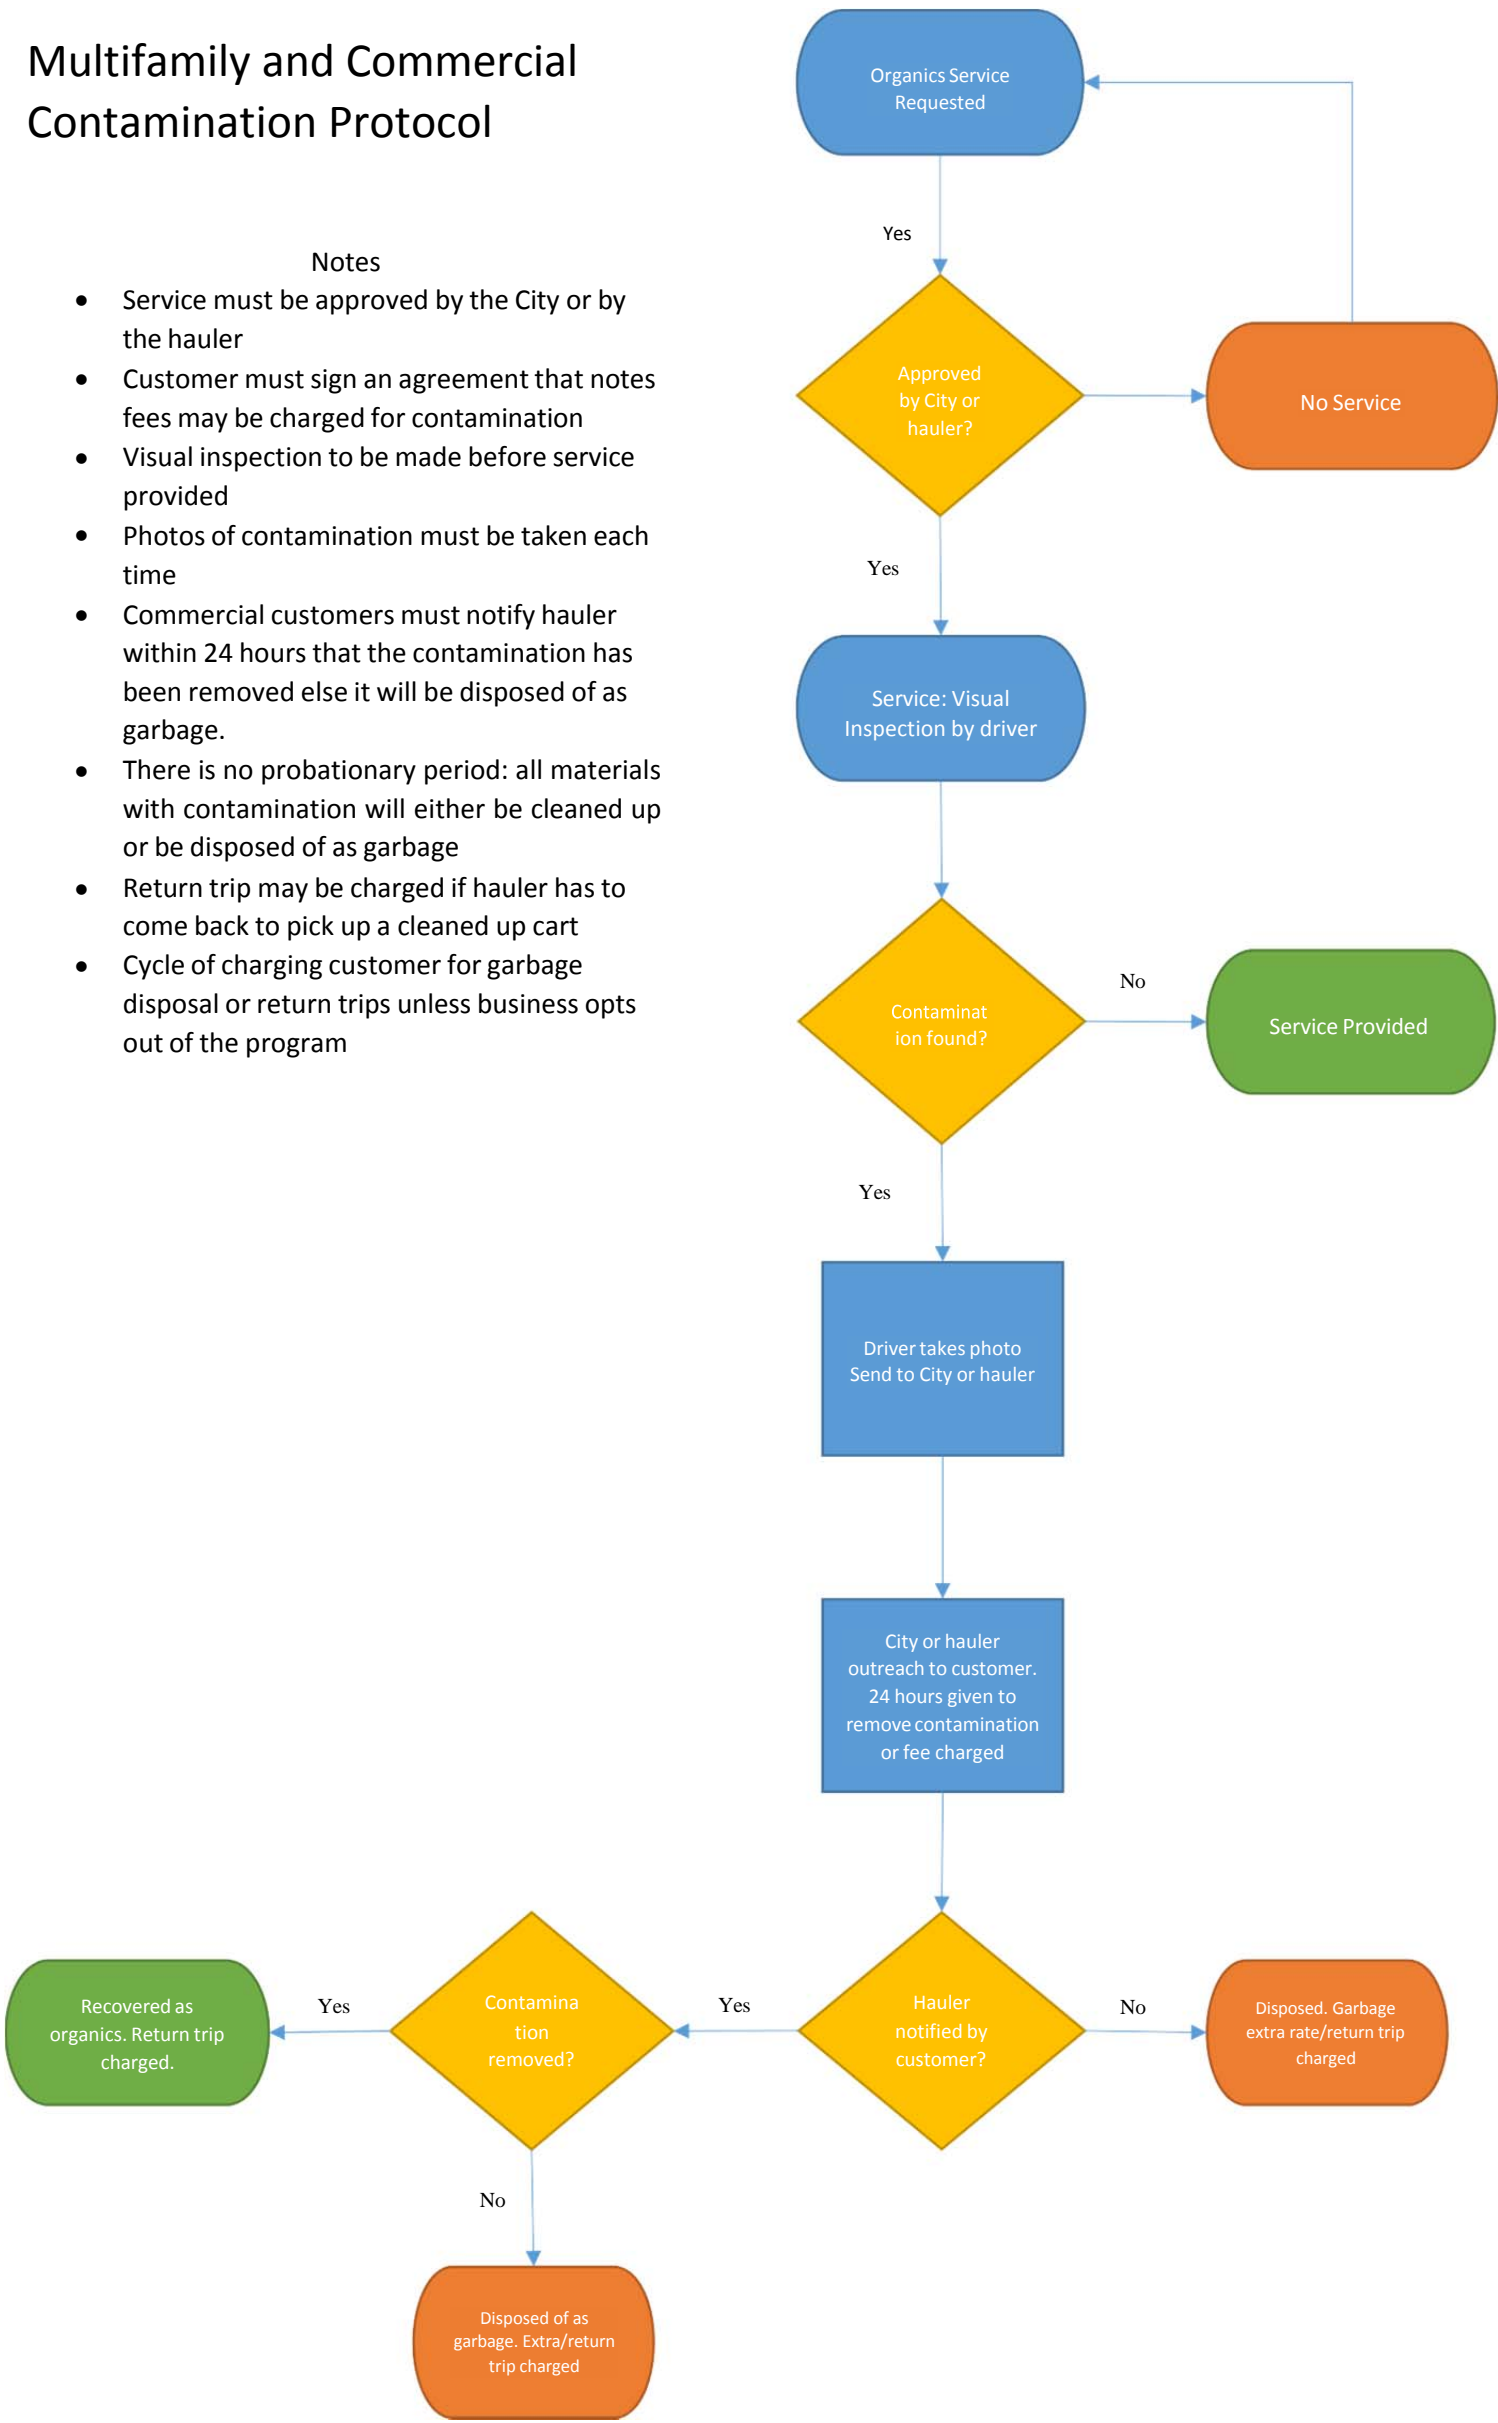 Multifamily and Commercial
Contamination Protocol
Notes
• Service must be approved by the City or by
the hauler
• Customer must sign an agreement that notes
fees may be charged for contamination
• Visual inspection to be made before service
provided
• Photos of contamination must be taken each
time
• Commercial customers must notify hauler
within 24 hours that the contamination has
been removed else it will be disposed of as
garbage.
• There is no probationary period: all materials
with contamination will either be cleaned up
or be disposed of as garbage
• Return trip may be charged if hauler has to
come back to pick up a cleaned up cart
• Cycle of charging customer for garbage
disposal or return trips unless business opts
out of the program
Organics Service
Requested
Yes
Approved
by City or
hauler?
No Service
Yes
Service: Visual
Inspection by driver
Contaminat
ion found?
No
Service Provided
Yes
Driver takes photo
Send to City or hauler
City or hauler
outreach to customer.
24 hours given to
remove contamination
or fee charged
Hauler
notified by
customer?
No
Disposed. Garbage
extra rate/return trip
charged
Yes
Contamina
tion
removed?
Yes
Recovered as
organics. Return trip
charged.
No
Disposed of as
garbage. Extra/return
trip charged